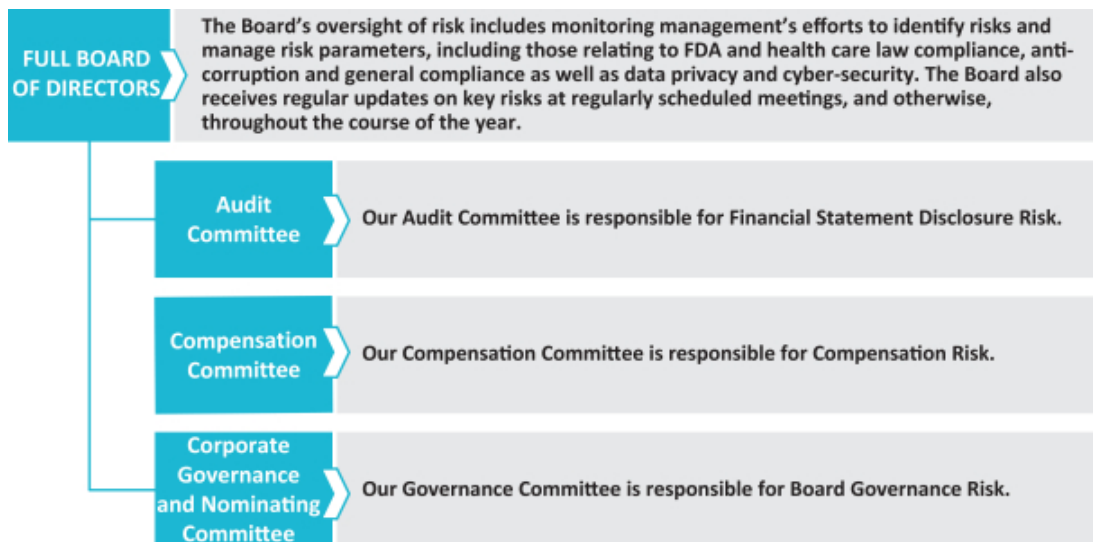 FULL BOARD
OF DIRECTORS
The Board’s oversight of risk includes monitoring management’s efforts to identify risks and
manage risk parameters, including those relating to FDA and health care law compliance, anti-
corruption and general compliance as well as data privacy and cyber-security. The Board also
receives regular updates on key risks at regularly scheduled meetings, and otherwise,
throughout the course of the year.
Audit
Committee
Our Audit Committee is responsible for Financial Statement Disclosure Risk.
Compensation
Committee
Our Compensation Committee is responsible for Compensation Risk.
Corporate
Governance
and Nominating
Committee
Our Governance Committee is responsible for Board Governance Risk.